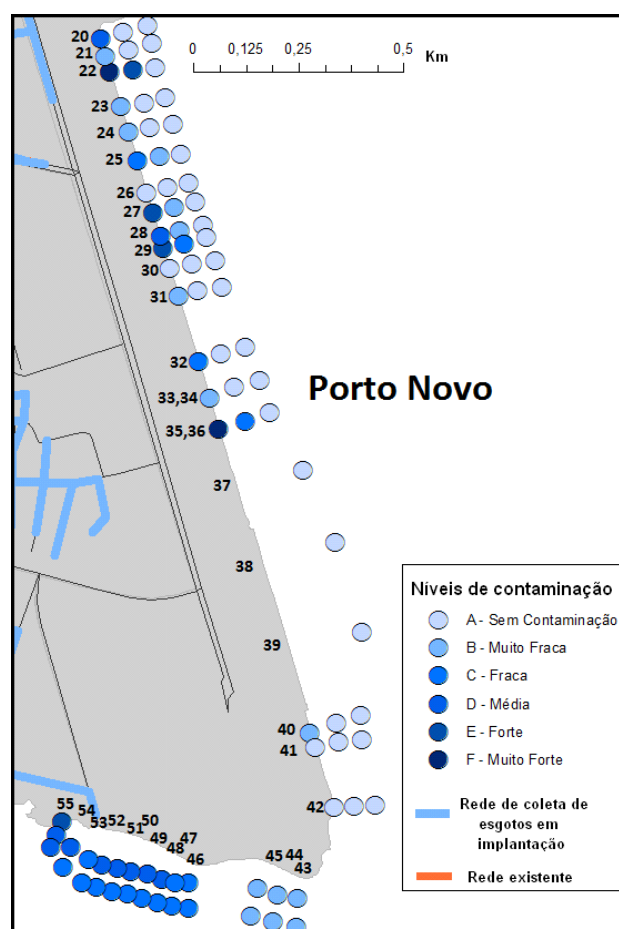 20
0 0,125 0,25 0,5
Km
21
22
23
24
25
26
27
28
29
30
31
32
Porto Novo
33,34
35,36
37
38
39
40
41
42
Níveis de contaminação
A - Sem Contaminação
B - Muito Fraca
C - Fraca
D - Média
E - Forte
F - Muito Forte
Rede de coleta de
esgotos em
implantação
Rede existente
55
54
53
52
51
50
49
48
47
46
45
44
43